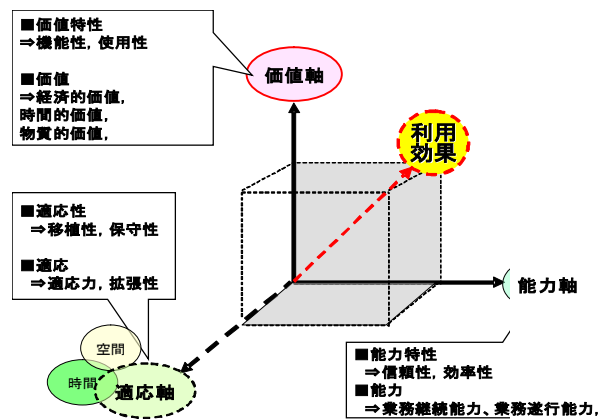 ■価値特性
⇒機能性, 使用性
■価値
⇒経済的価値,
時間的価値,
物質的価値,
価値軸
利用
効果
■適応性
⇒移植性, 保守性
■適応
⇒適応力, 拡張性
能力軸
空間
時間
適応軸
■能力特性
⇒信頼性, 効率性
■能力
⇒業務継続能力、業務遂行能力,